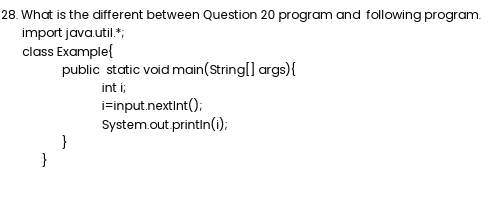 28. What is the different between Question 20 program and following program.
import java.util.*;
class Example{
public static void main(String[] args){
int i;
i=input.nextInt();
System.out.println(i);
}
}